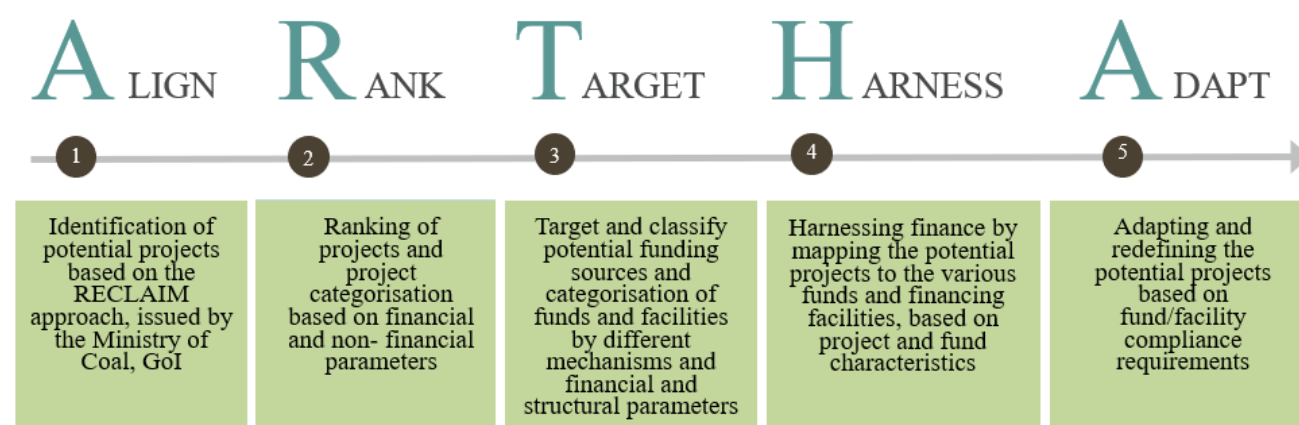 ALIGN RANK TARGET HARNESS ADAPT
1 2 3 4 5
Identification of
potential projects
based on the
RECLAIM
approach, issued by
the Ministry of
Coal, GoI
Ranking of
projects and
project
categorisation
based on financial
and non- financial
parameters
Target and classify
potential funding
sources and
categorisation of
funds and facilities
by different
mechanisms and
financial and
structural parameters
Harnessing finance by
mapping the potential
projects to the various
funds and financing
facilities, based on
project and fund
characteristics
Adapting and
redefining the
potential projects
based on
fund/facility
compliance
requirements